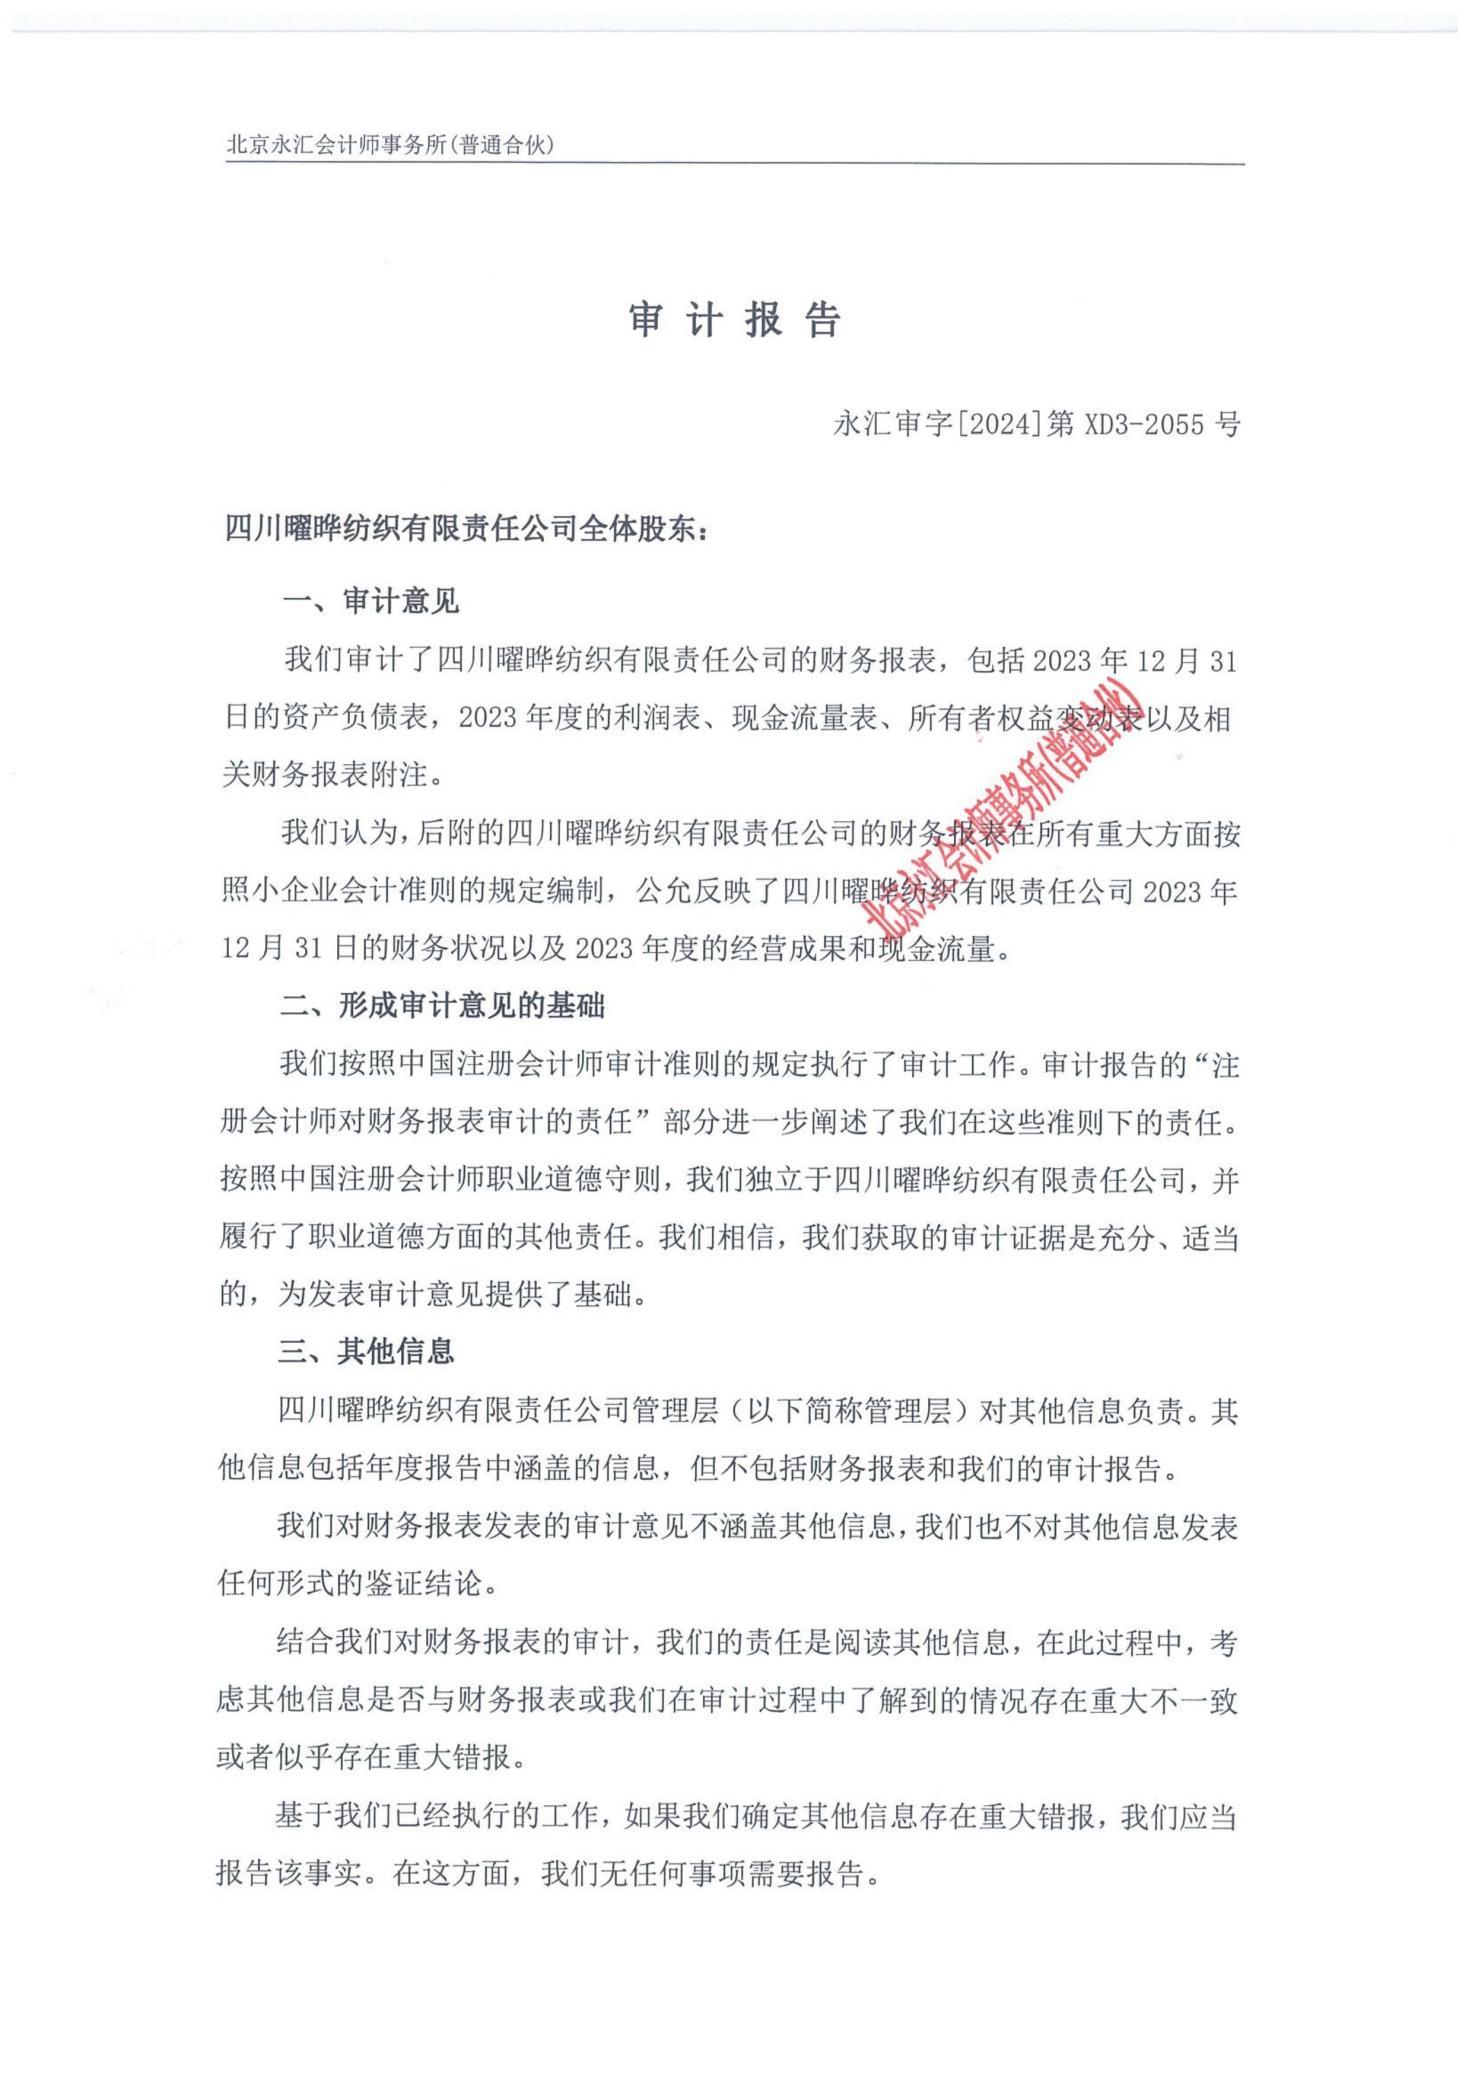 北京永汇会计师事务所(普通合伙)
审计报告
永汇审字[2024]第 XD3-2055 号
四川曜晔纺织有限责任公司全体股东：
一、审计意见
我们审计了四川曜晔纺织有限责任公司的财务报表，包括 2023 年 12 月 31
日的资产负债表，2023 年度的利润表、现金流量表、所有者权益变动表以及相
关财务报表附注。
我们认为，后附的四川曜晔纺织有限责任公司的财务报表在所有重大方面按
照小企业会计准则的规定编制，公允反映了四川曜晔纺织有限责任公司 2023 年
12 月 31 日的财务状况以及 2023 年度的经营成果和现金流量。
北京永汇会计师事务所(普通合伙)
二、形成审计意见的基础
我们按照中国注册会计师审计准则的规定执行了审计工作。审计报告的“注
册会计师对财务报表审计的责任”部分进一步阐述了我们在这些准则下的责任。
按照中国注册会计师职业道德守则，我们独立于四川曜晔纺织有限责任公司，并
履行了职业道德方面的其他责任。我们相信，我们获取的审计证据是充分、适当
的，为发表审计意见提供了基础。
三、其他信息
四川曜晔纺织有限责任公司管理层（以下简称管理层）对其他信息负责。其
他信息包括年度报告中涵盖的信息，但不包括财务报表和我们的审计报告。
我们对财务报表发表的审计意见不涵盖其他信息，我们也不对其他信息发表
任何形式的鉴证结论。
结合我们对财务报表的审计，我们的责任是阅读其他信息，在此过程中，考
虑其他信息是否与财务报表或我们在审计过程中了解到的情况存在重大不一致
或者似乎存在重大错报。
基于我们已经执行的工作，如果我们确定其他信息存在重大错报，我们应当
报告该事实。在这方面，我们无任何事项需要报告。